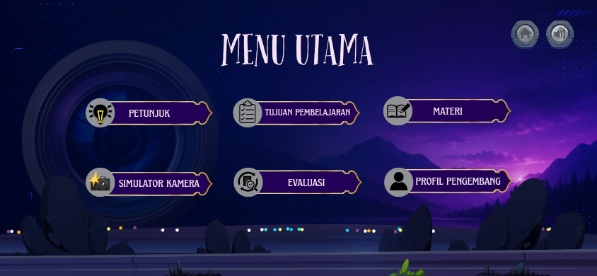 MENU UTAMA
PETUNJUK
TUJUAN PEMBELAJARAN
MATERI
SIMULATOR KAMERA
EVALUASI
PROFIL PENGEMBANG